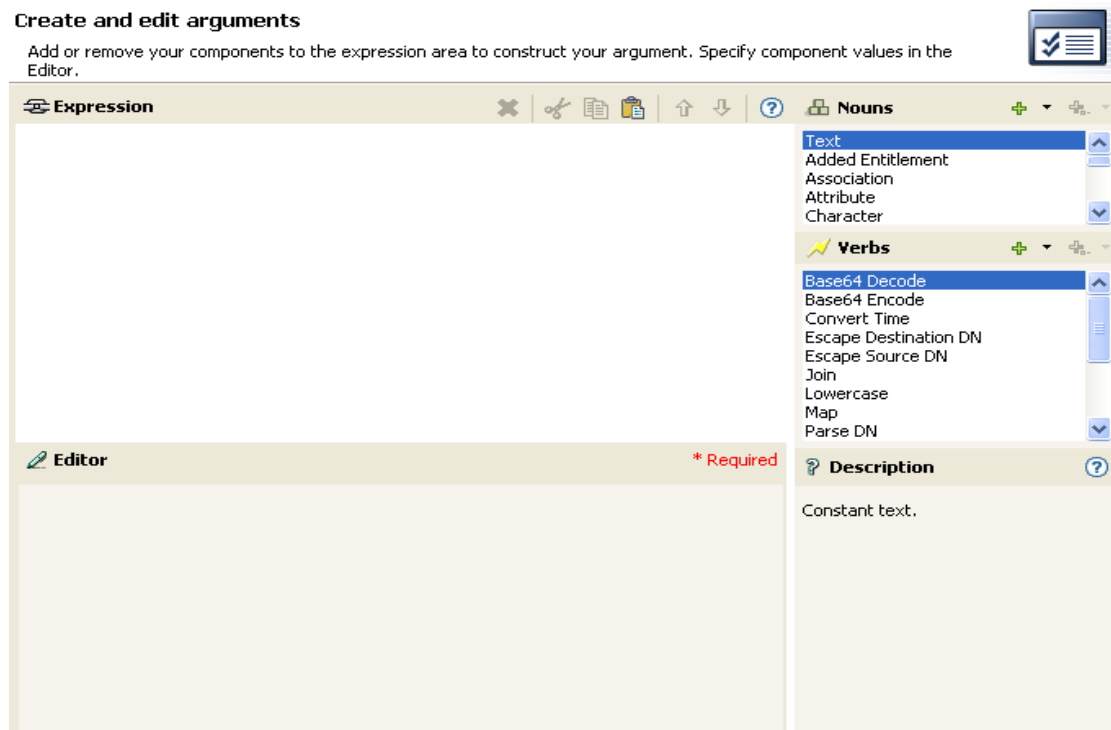 Create and edit arguments
Add or remove your components to the expression area to construct your argument. Specify component values in the
Editor.
Expression
Nouns
Text
Added Entitlement
Association
Attribute
Character
Verbs
Base64 Decode
Base64 Encode
Convert Time
Escape Destination DN
Escape Source DN
Join
Lowercase
Map
Parse DN
Editor
* Required
Description
Constant text.